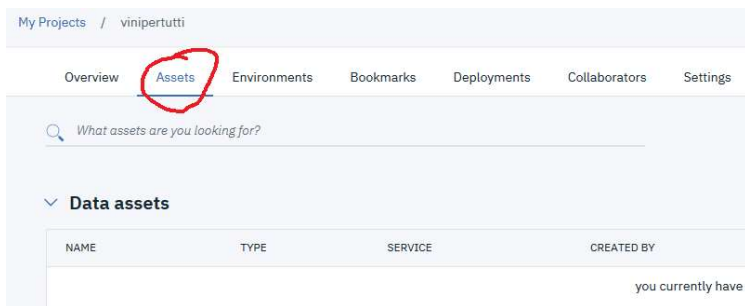 My Projects / vinipertutti
Overview Assets Environments Bookmarks Deployments Collaborators Settings
What assets are you looking for?
Data assets
NAME TYPE SERVICE CREATED BY
you currently have